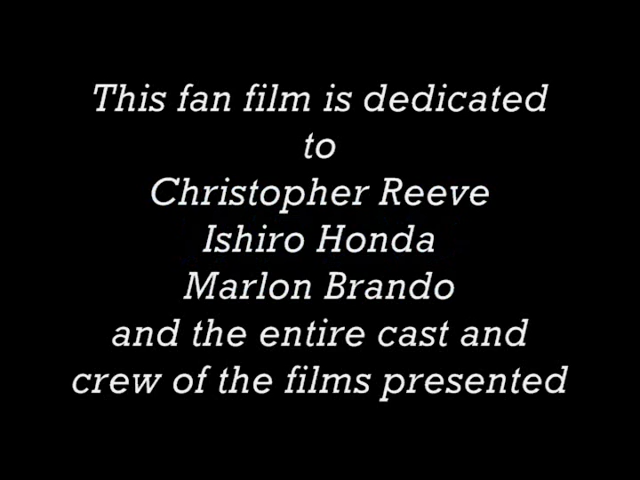 This fan film is dedicated
to
Christopher Reeve
Ishiro Honda
Marlon Brando
and the entire cast and
crew of the films presented